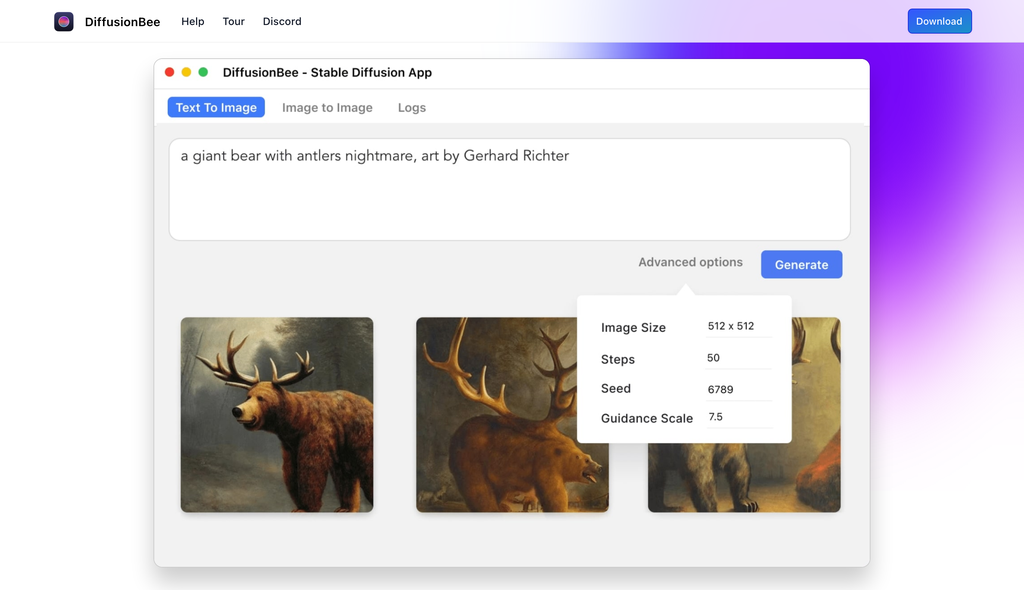 DiffusionBee Help Tour Discord Download
DiffusionBee - Stable Diffusion App
Text To Image Image to Image Logs
a giant bear with antlers nightmare, art by Gerhard Richter
Advanced options Generate
Image Size 512 x 512
Steps 50
Seed 6789
Guidance Scale 7.5